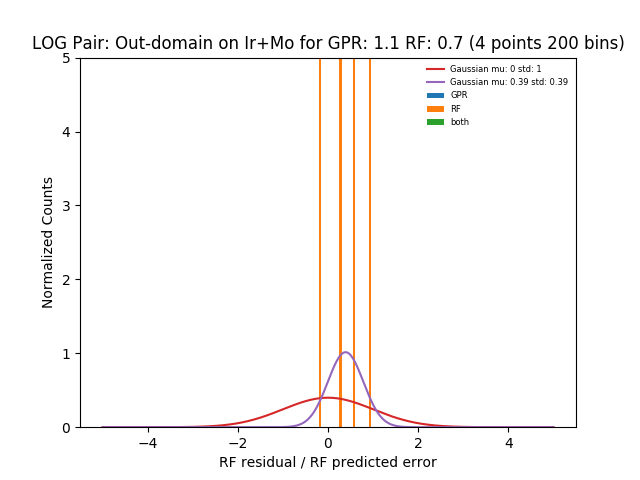 LOG Pair: Out-domain on Ir+Mo for GPR: 1.1 RF: 0.7 (4 points 200 bins)
Gaussian mu: 0 std: 1
Gaussian mu: 0.39 std: 0.39
GPR
RF
both
Normalized Counts
5
4
3
2
1
0
−4
−2
0
2
4
RF residual / RF predicted error